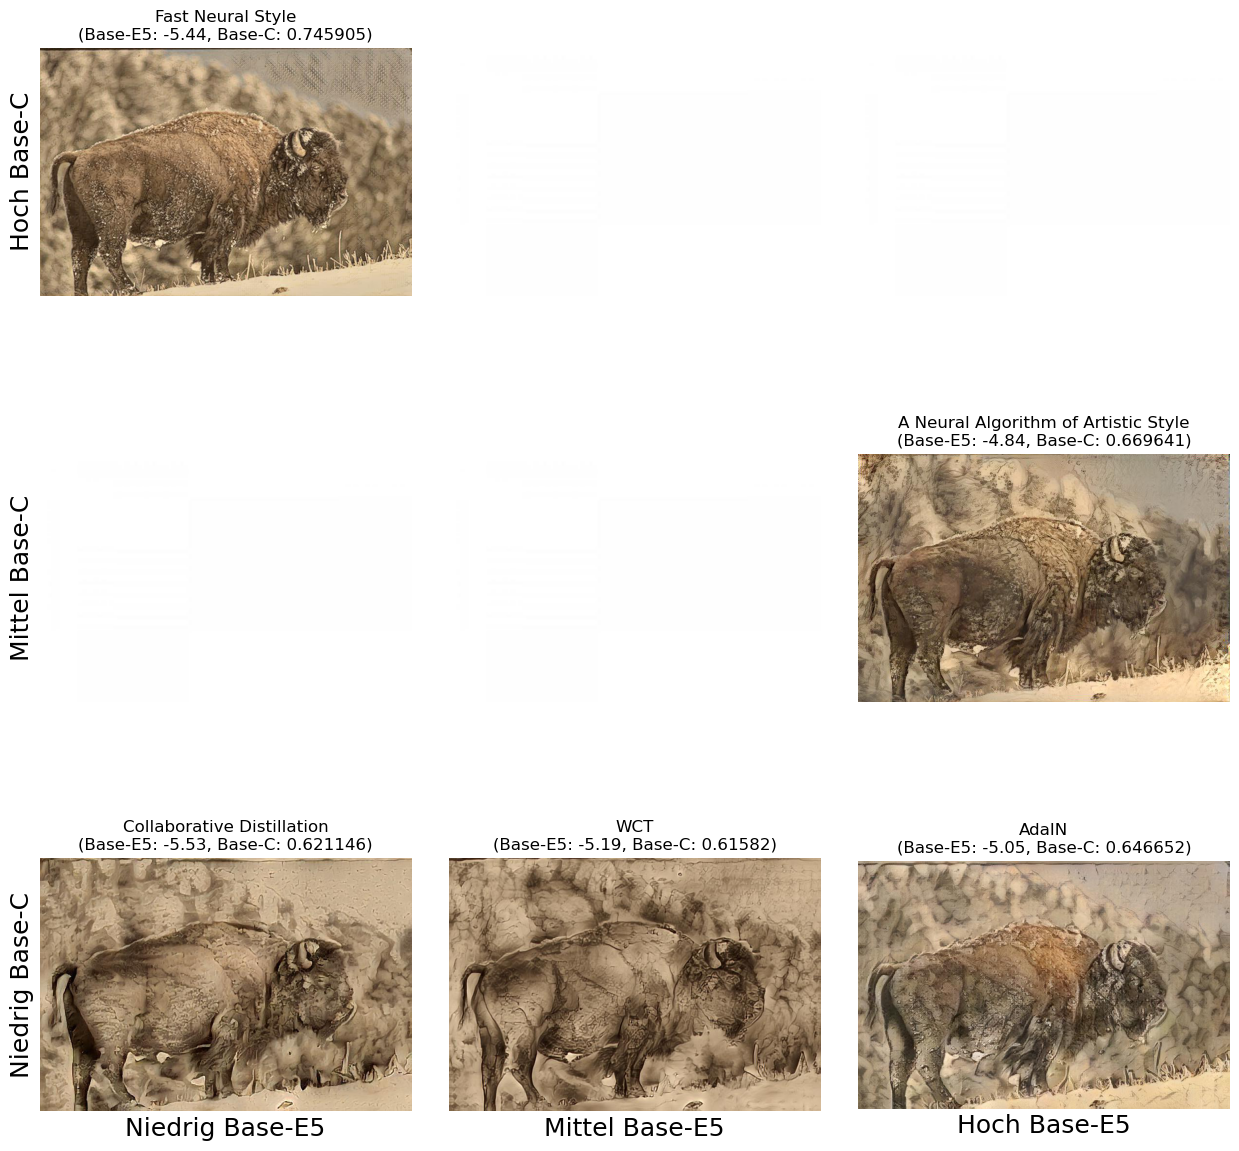 Fast Neural Style
(Base-E5: -5.44, Base-C: 0.745905)
Hoch Base-C
A Neural Algorithm of Artistic Style
(Base-E5: -4.84, Base-C: 0.669641)
Mittel Base-C
Collaborative Distillation
(Base-E5: -5.53, Base-C: 0.621146)
WCT
(Base-E5: -5.19, Base-C: 0.61582)
AdaIN
(Base-E5: -5.05, Base-C: 0.646652)
Niedrig Base-C
Niedrig Base-E5
Mittel Base-E5
Hoch Base-E5